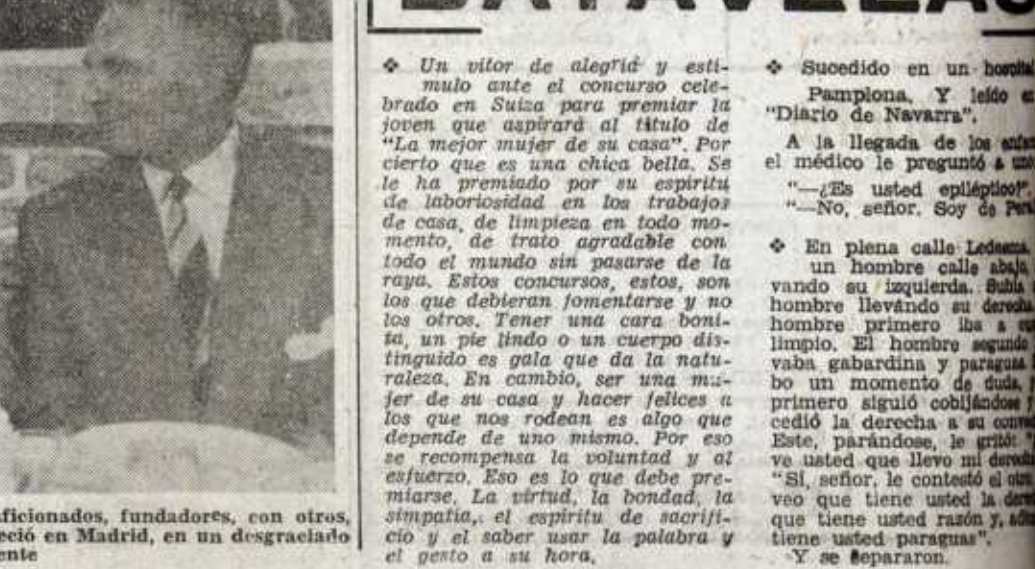 BATAVELAS
❖ Un vitor de alegría y esti-
mulo ante el concurso cele-
brado en Suiza para premiar la
joven que aspirará al título de
"La mejor mujer de su casa". Por
cierto que es una chica bella. Se
le ha premiado por su espíritu
de laboriosidad en los trabajos
de casa, de limpieza en todo mo-
mento, de trato agradable con
todo el mundo sin pasarse de la
raya. Estos concursos, estos, son
los que debieran fomentarse y no
los otros. Tener una cara boni-
ta, un pie lindo o un cuerpo dis-
tinguido es gala que da la natu-
raleza. En cambio, ser una mu-
jer de su casa y hacer felices a
los que nos rodean es algo que
depende de uno mismo. Por eso
se recompensa la voluntad y al
esfuerzo. Eso es lo que debe pre-
miarse. La virtud, la bondad, la
simpatía, el espíritu de sacrifi-
cio y el saber usar la palabra y
el gesto a su hora.
❖ Sucedido en un hospital
Pamplona. Y leído
"Diario de Navarra".
A la llegada de los
el médico le preguntó a
"—¿Es usted epiléptico?"
"—No, señor. Soy de
❖ En plena calle Ledesma,
un hombre calle abajo,
vando su izquierda. Subía
hombre llevando su derecha
hombre primero iba a
limpio. El hombre segundo
vaba gabardina y paraguas
bo un momento de duda.
primero siguió cobijándose
cedió la derecha a su
Este, parándose, le gritó:
ve usted que llevo mi derecha
"Sí, señor, le contestó el otro
veo que tiene usted la
que tiene usted razón y,
tiene usted paraguas".
Y se separaron.
aficionados, fundadores, con otros,
eció en Madrid, en un desgraciado
ente